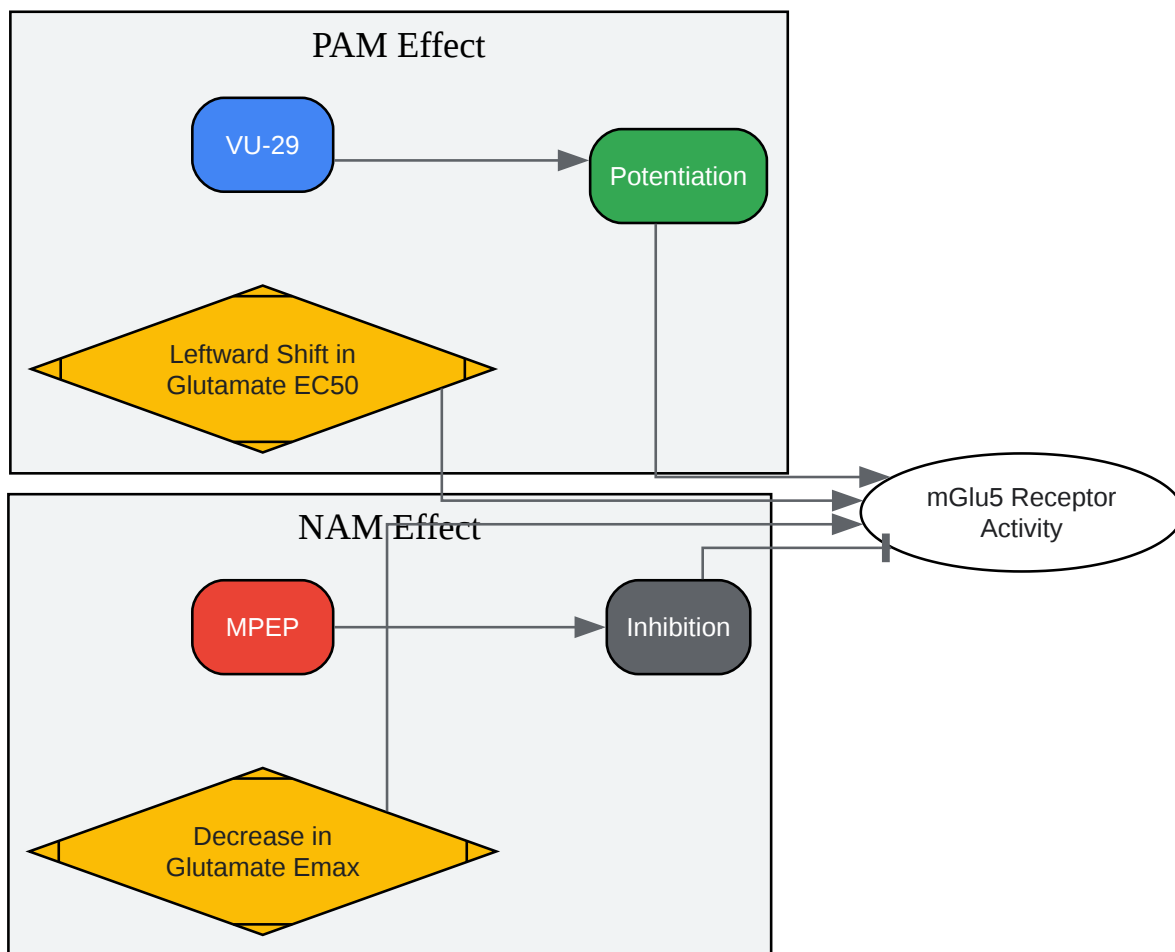 PAM Effect
VU-29
Potentiation
Leftward Shift in
Glutamate EC50
mGlu5 Receptor
Activity
NAM Effect
MPEP
Inhibition
Decrease in
Glutamate Emax